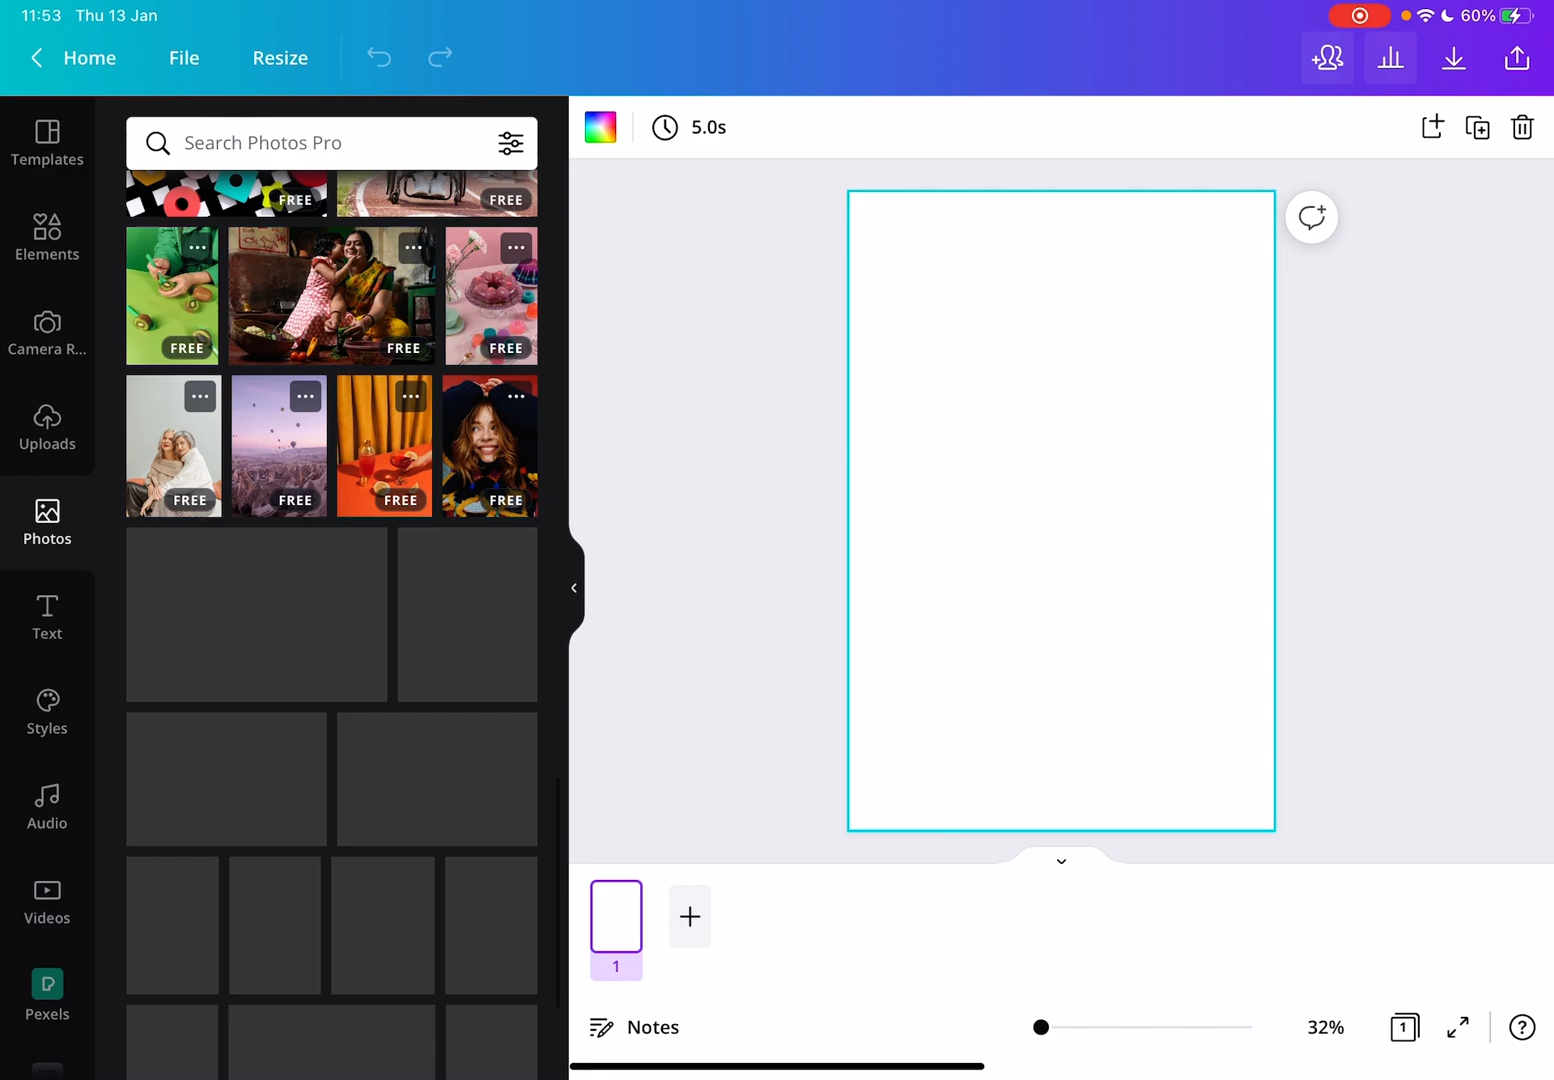 11:53 Thu 13 Jan
60%
Home File Resize
Templates
Elements
Camera R...
Uploads
Photos
Text
Styles
Audio
Videos
Pexels
Search Photos Pro
FREE FREE
FREE FREE FREE
FREE FREE FREE FREE
5.0s
1
Notes
32%
1